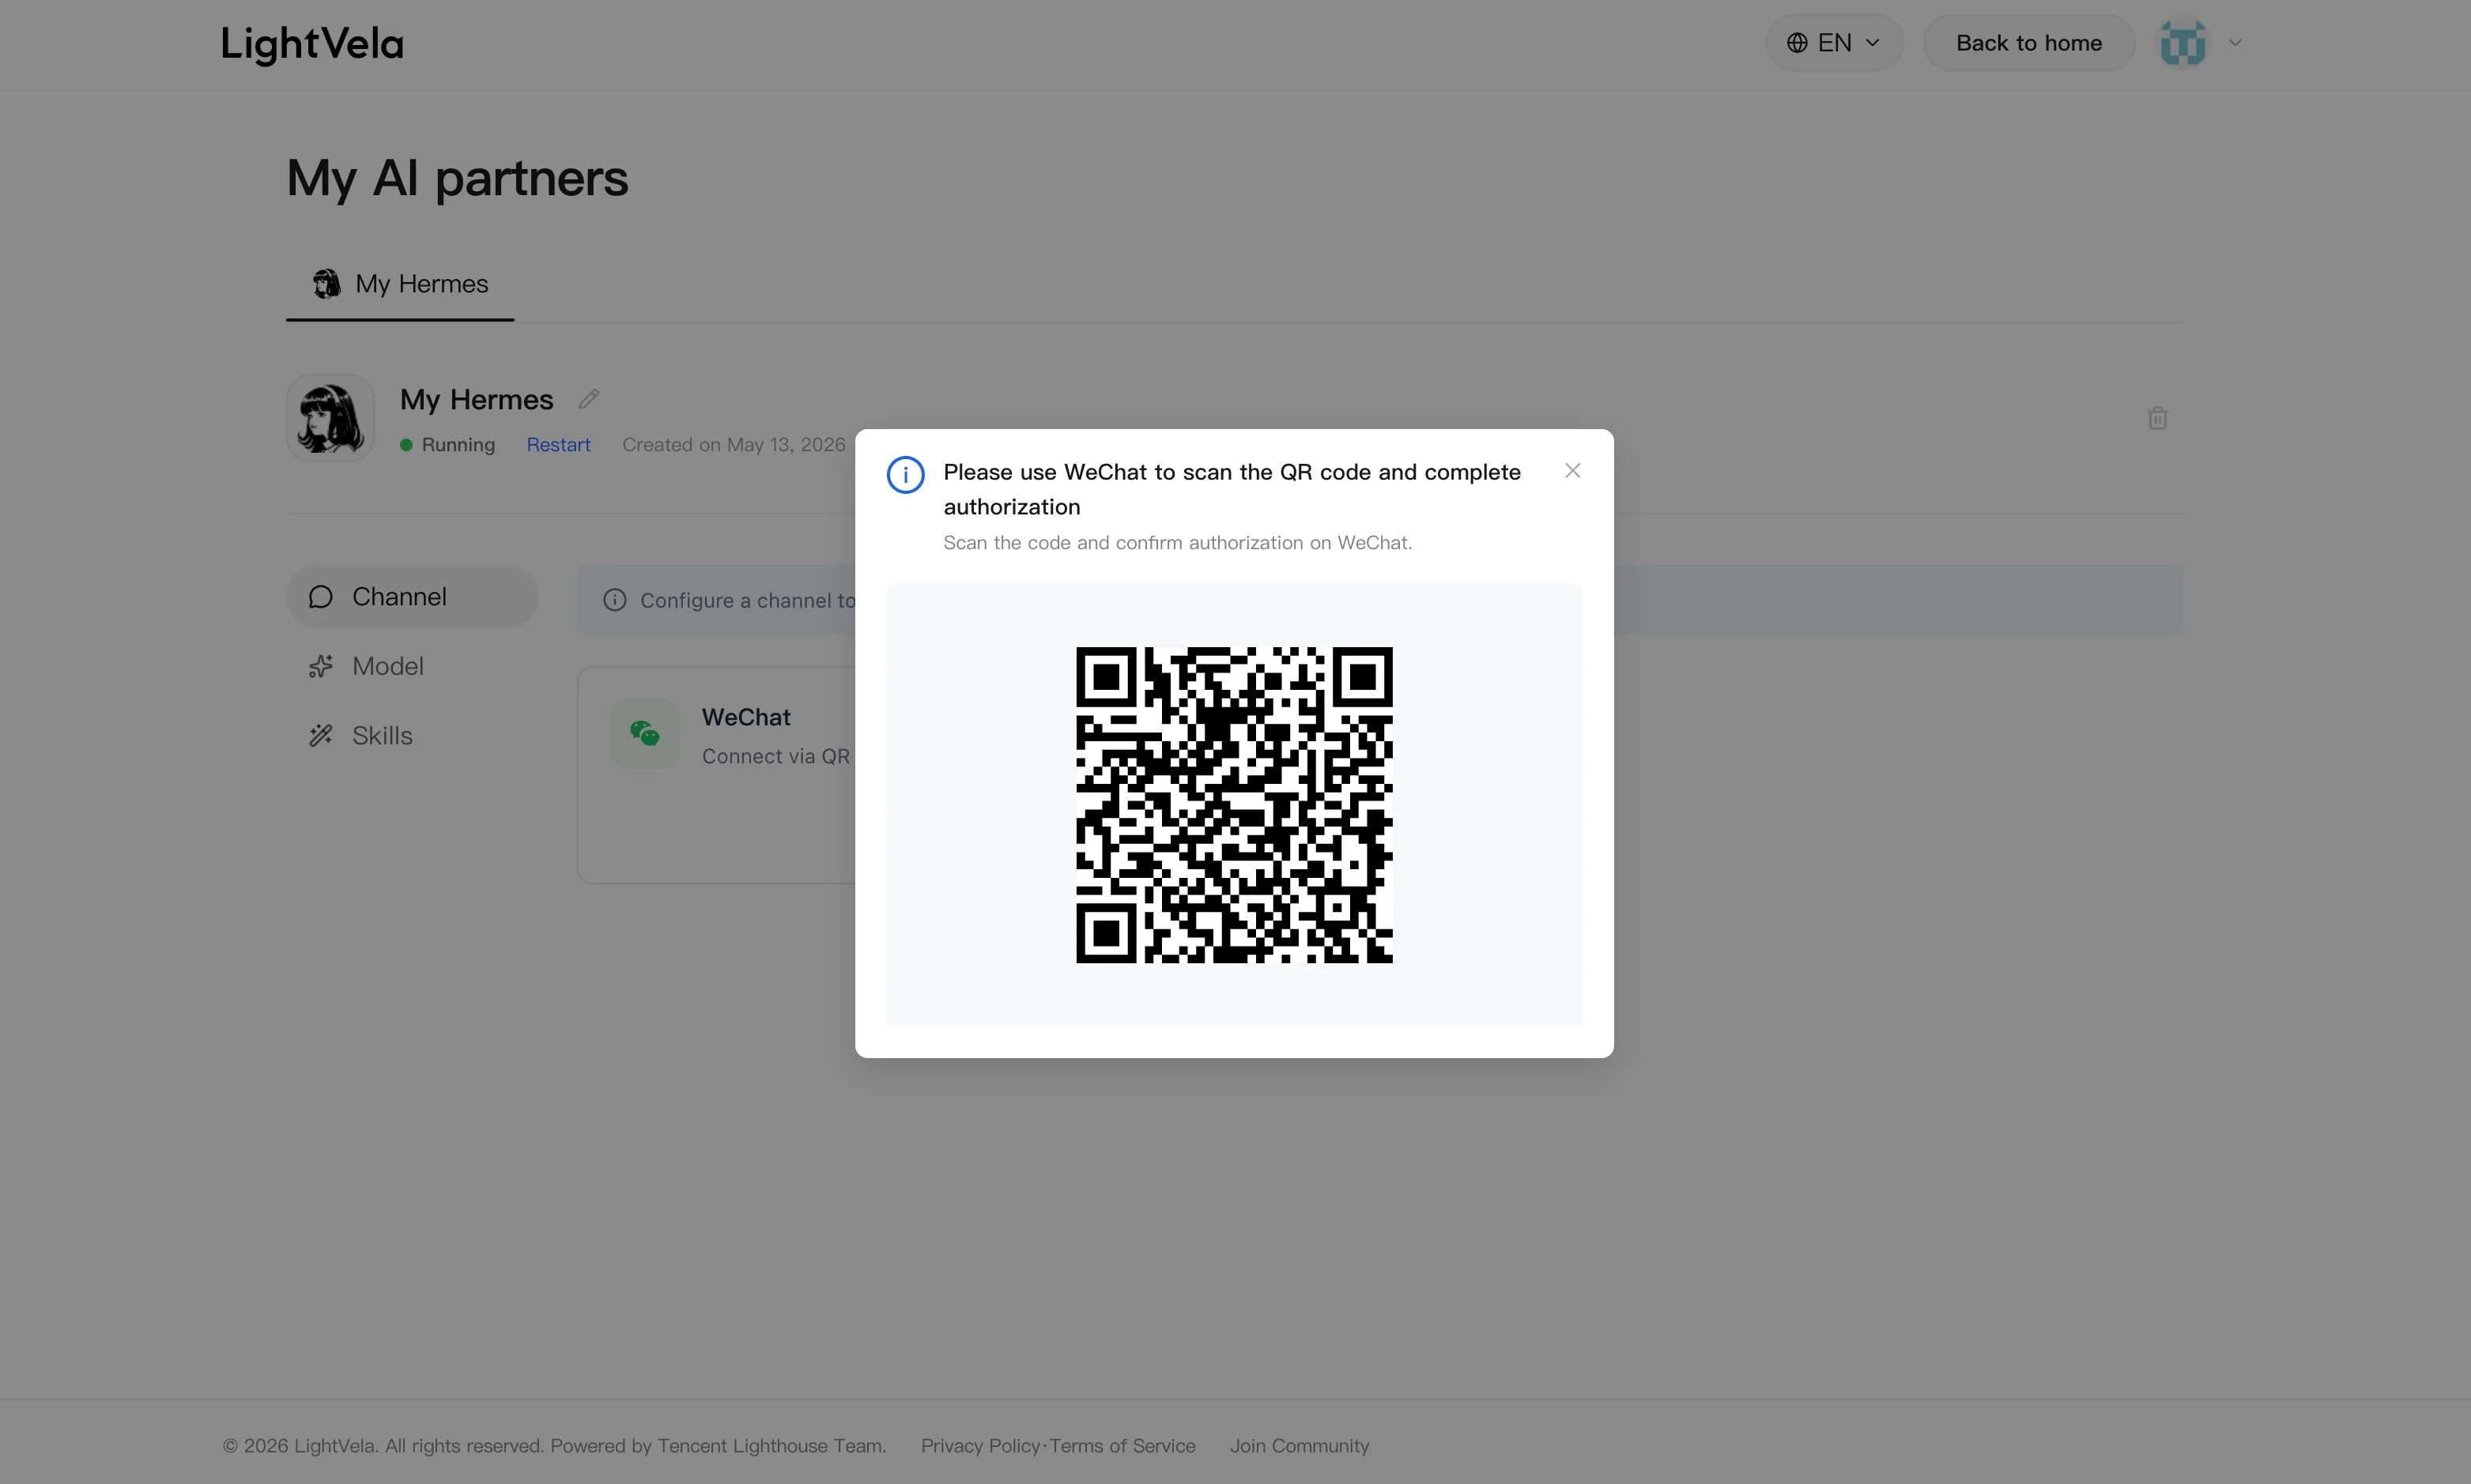 LightVela
EN
Back to home
My AI partners
My Hermes
My Hermes
Running
Restart
Created on May 13, 2026
Please use WeChat to scan the QR code and complete
authorization
Scan the code and confirm authorization on WeChat.
Channel
Configure a channel to
Model
Skills
WeChat
Connect via QR
© 2026 LightVela. All rights reserved. Powered by Tencent Lighthouse Team.
Privacy Policy·Terms of Service
Join Community